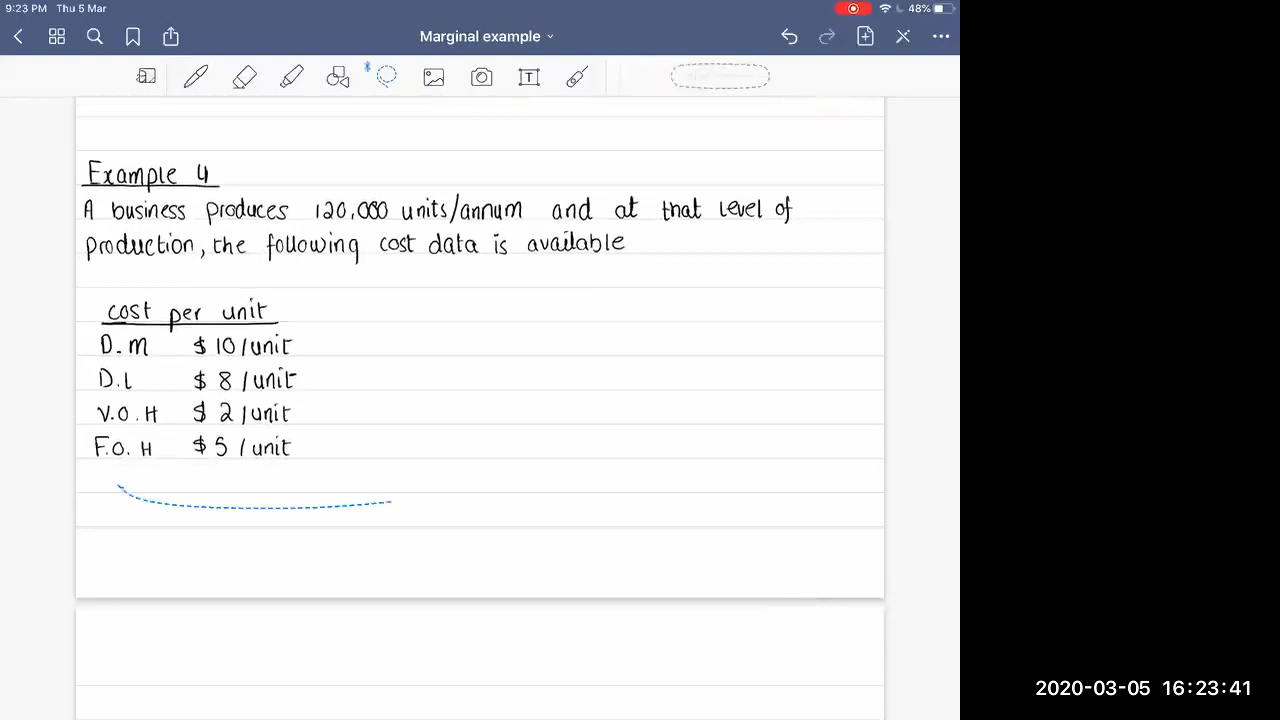 9:23 PM Thu 5 Mar
48%
Marginal example
Example 4
A business produces 120,000 units/annum and at that level of
production, the following cost data is available
cost per unit
D.M $ 10/unit
D.L $ 8/unit
V.O.H $ 2/unit
F.O.H $ 5/unit
2020-03-05 16:23:41